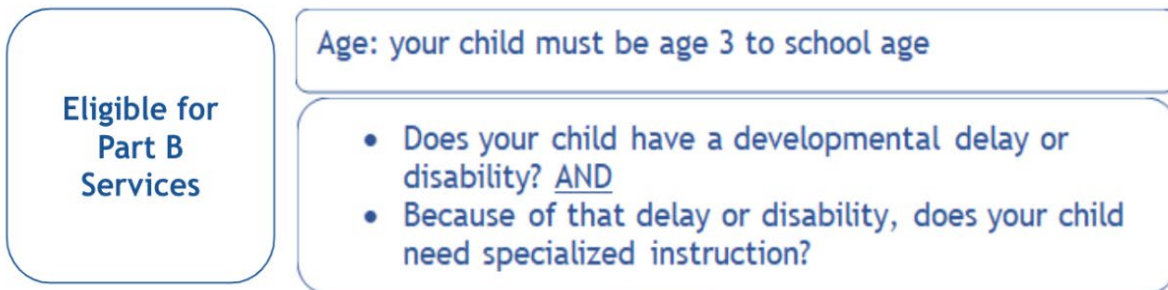 Eligible for
Part B
Services
Age: your child must be age 3 to school age
• Does your child have a developmental delay or
disability? AND
• Because of that delay or disability, does your child
need specialized instruction?